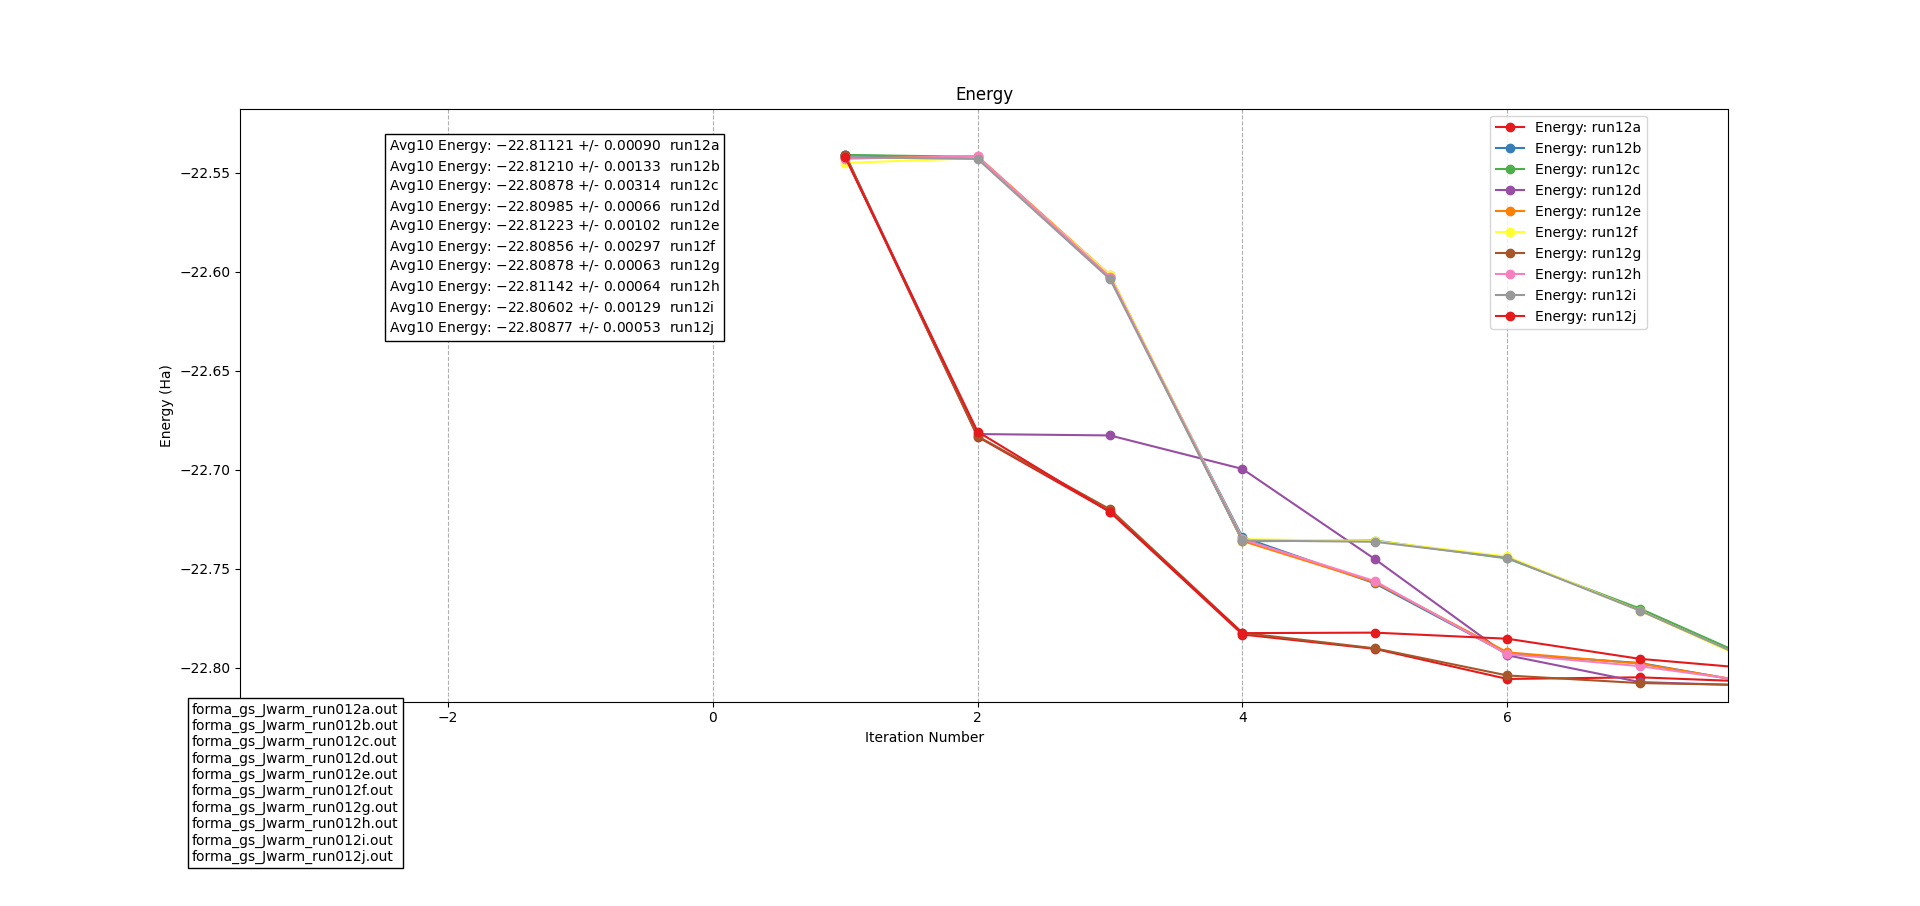 Energy
Avg10 Energy: −22.81121 +/- 0.00090 run12a
Avg10 Energy: −22.81210 +/- 0.00133 run12b
Avg10 Energy: −22.80878 +/- 0.00314 run12c
Avg10 Energy: −22.80985 +/- 0.00066 run12d
Avg10 Energy: −22.81223 +/- 0.00102 run12e
Avg10 Energy: −22.80856 +/- 0.00297 run12f
Avg10 Energy: −22.80878 +/- 0.00063 run12g
Avg10 Energy: −22.81142 +/- 0.00064 run12h
Avg10 Energy: −22.80602 +/- 0.00129 run12i
Avg10 Energy: −22.80877 +/- 0.00053 run12j
Energy: run12a
Energy: run12b
Energy: run12c
Energy: run12d
Energy: run12e
Energy: run12f
Energy: run12g
Energy: run12h
Energy: run12i
Energy: run12j
Energy (Ha)
−22.55
−22.60
−22.65
−22.70
−22.75
−22.80
−2
0
2
4
6
Iteration Number
forma_gs_Jwarm_run012a.out
forma_gs_Jwarm_run012b.out
forma_gs_Jwarm_run012c.out
forma_gs_Jwarm_run012d.out
forma_gs_Jwarm_run012e.out
forma_gs_Jwarm_run012f.out
forma_gs_Jwarm_run012g.out
forma_gs_Jwarm_run012h.out
forma_gs_Jwarm_run012i.out
forma_gs_Jwarm_run012j.out